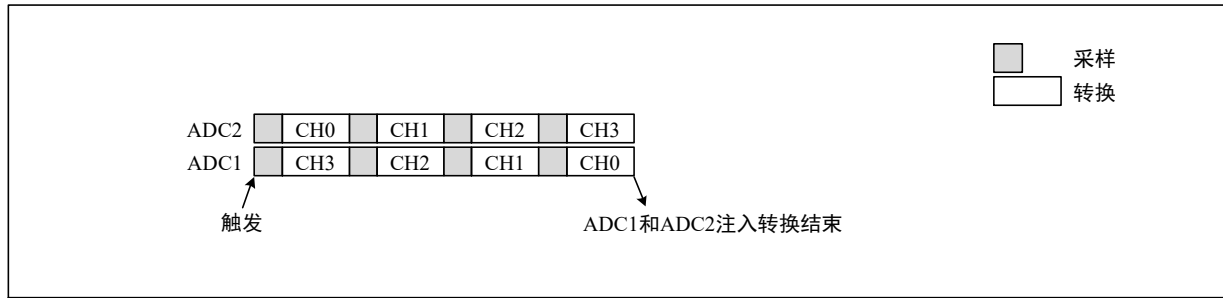 采样
转换
ADC2 CH0 CH1 CH2 CH3
ADC1 CH3 CH2 CH1 CH0
触发
ADC1和ADC2注入转换结束